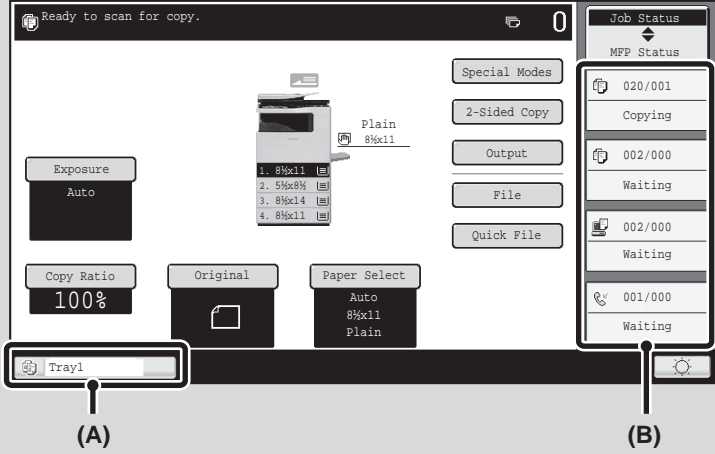 Ready to scan for copy.
0
Job Status
MFP Status
020/001
Copying
002/000
Waiting
002/000
Waiting
001/000
Waiting
Special Modes
2-Sided Copy
Output
File
Quick File
Plain
8½x11
1. 8½x11
2. 5½x8½
3. 8½x14
4. 8½x11
Exposure
Auto
Copy Ratio
100%
Original
Paper Select
Auto
8½x11
Plain
Tray1
(A)
(B)